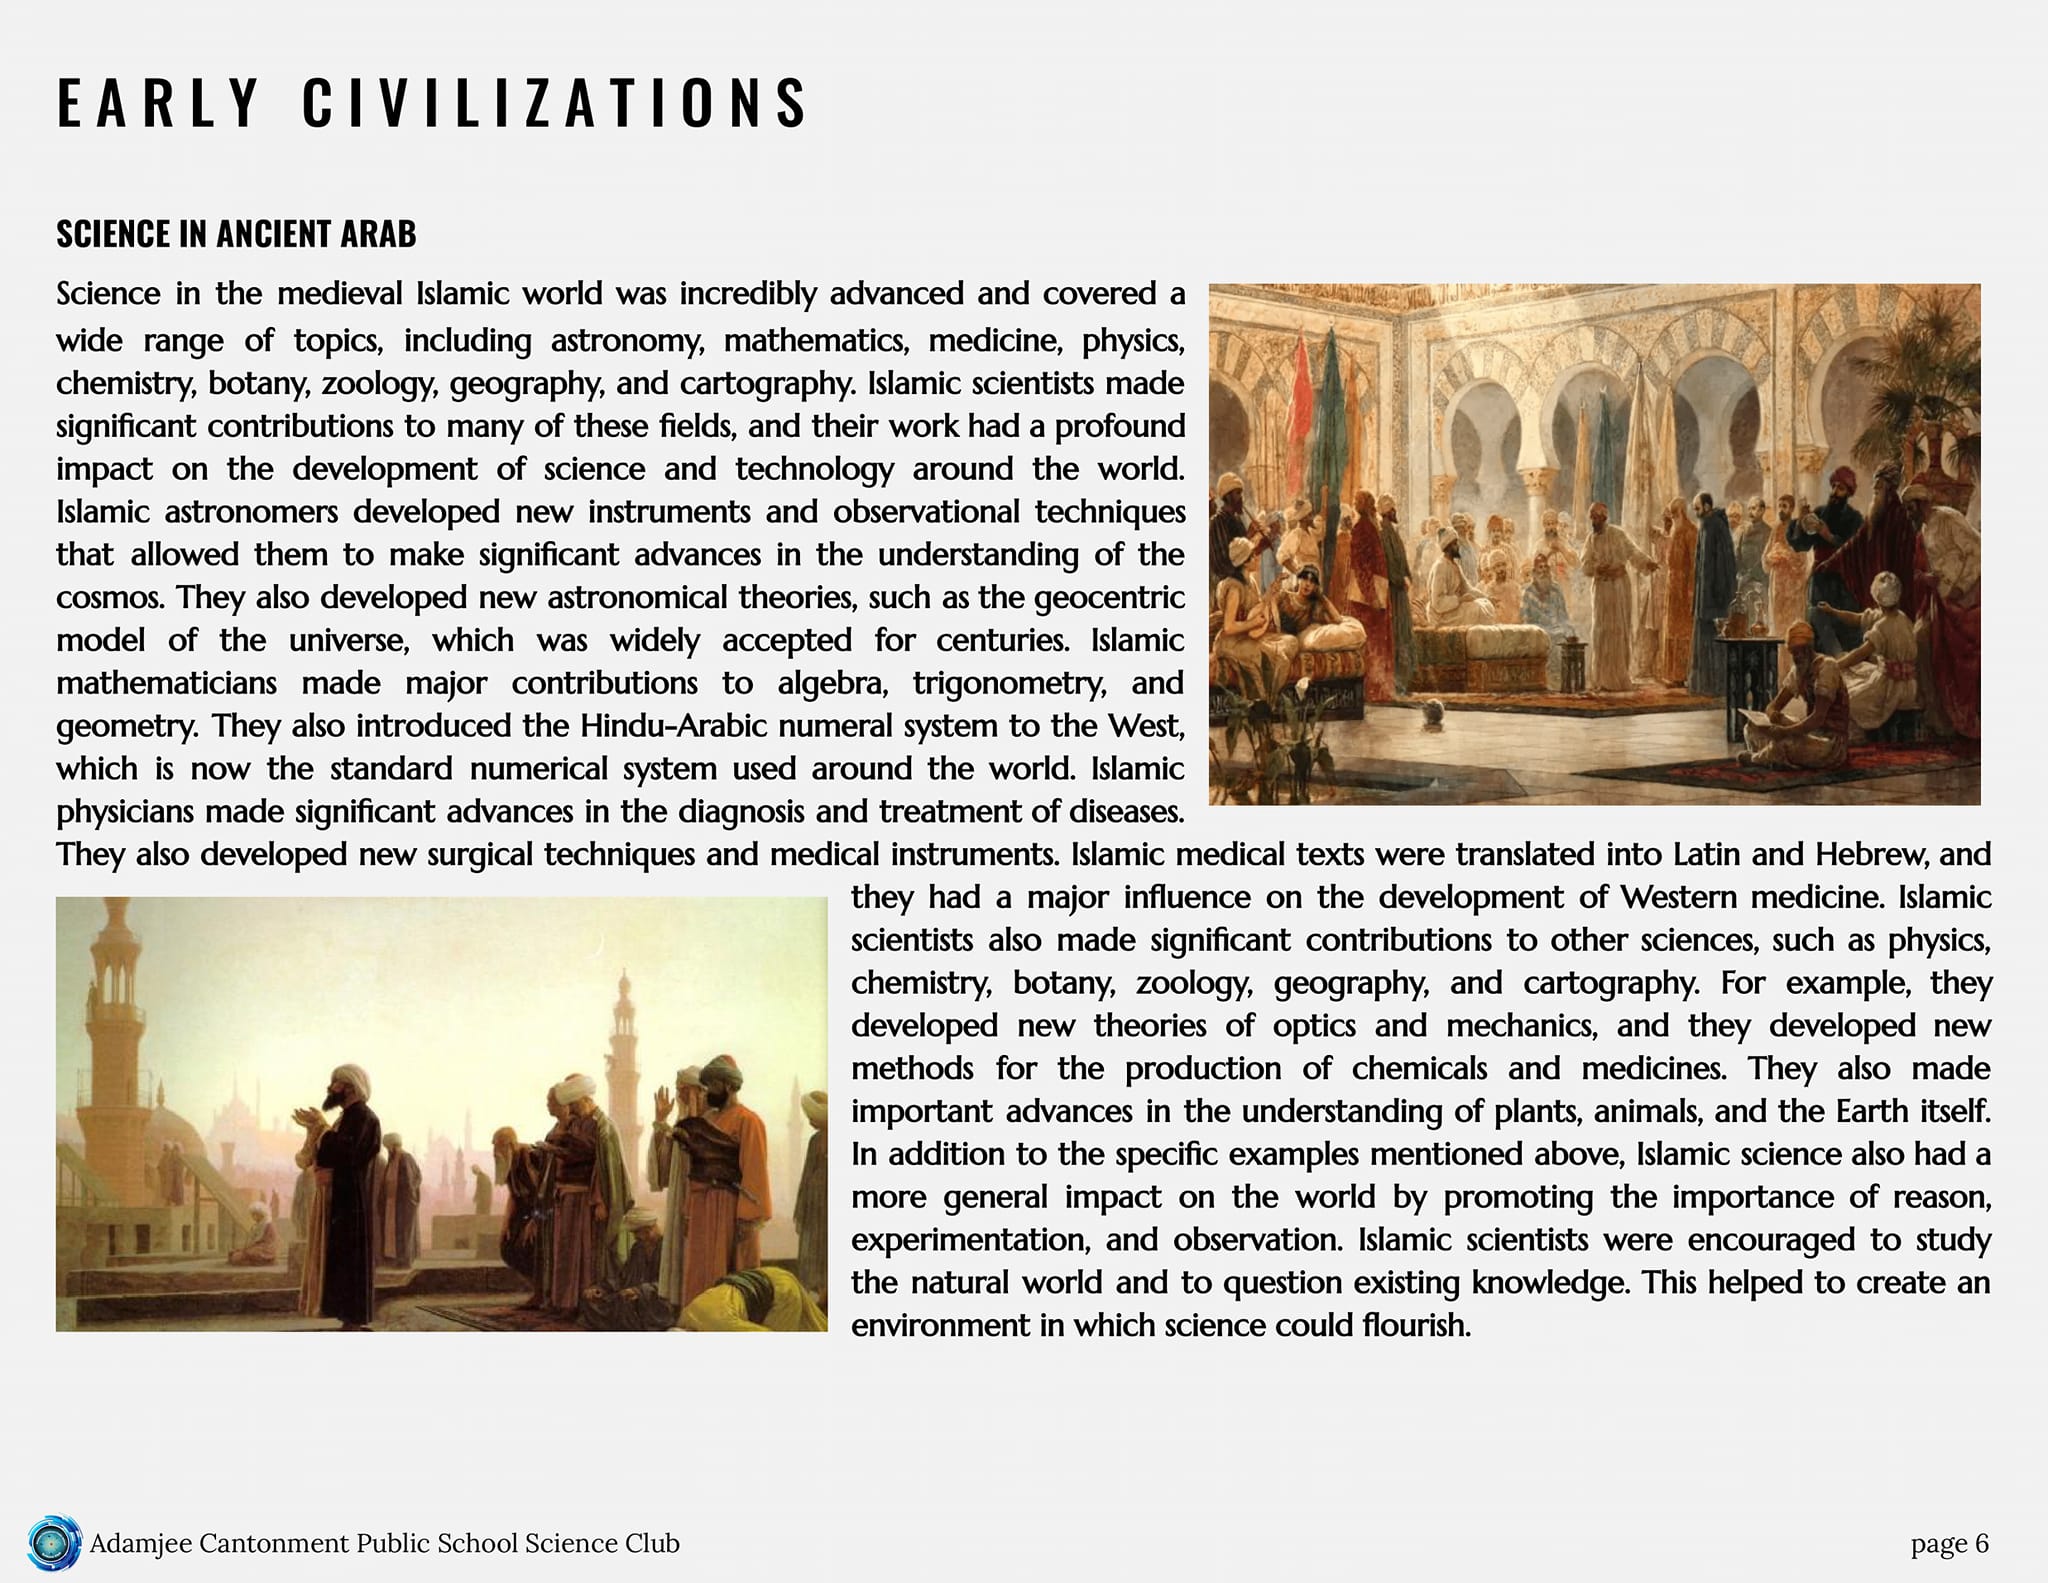 EARLY CIVILIZATIONS
SCIENCE IN ANCIENT ARAB
Science in the medieval Islamic world was incredibly advanced and covered a
wide range of topics, including astronomy, mathematics, medicine, physics,
chemistry, botany, zoology, geography, and cartography. Islamic scientists made
significant contributions to many of these fields, and their work had a profound
impact on the development of science and technology around the world.
Islamic astronomers developed new instruments and observational techniques
that allowed them to make significant advances in the understanding of the
cosmos. They also developed new astronomical theories, such as the geocentric
model of the universe, which was widely accepted for centuries. Islamic
mathematicians made major contributions to algebra, trigonometry, and
geometry. They also introduced the Hindu-Arabic numeral system to the West,
which is now the standard numerical system used around the world. Islamic
physicians made significant advances in the diagnosis and treatment of diseases.
They also developed new surgical techniques and medical instruments. Islamic medical texts were translated into Latin and Hebrew, and
they had a major influence on the development of Western medicine. Islamic
scientists also made significant contributions to other sciences, such as physics,
chemistry, botany, zoology, geography, and cartography. For example, they
developed new theories of optics and mechanics, and they developed new
methods for the production of chemicals and medicines. They also made
important advances in the understanding of plants, animals, and the Earth itself.
In addition to the specific examples mentioned above, Islamic science also had a
more general impact on the world by promoting the importance of reason,
experimentation, and observation. Islamic scientists were encouraged to study
the natural world and to question existing knowledge. This helped to create an
environment in which science could flourish.
Adamjee Cantonment Public School Science Club
page 6